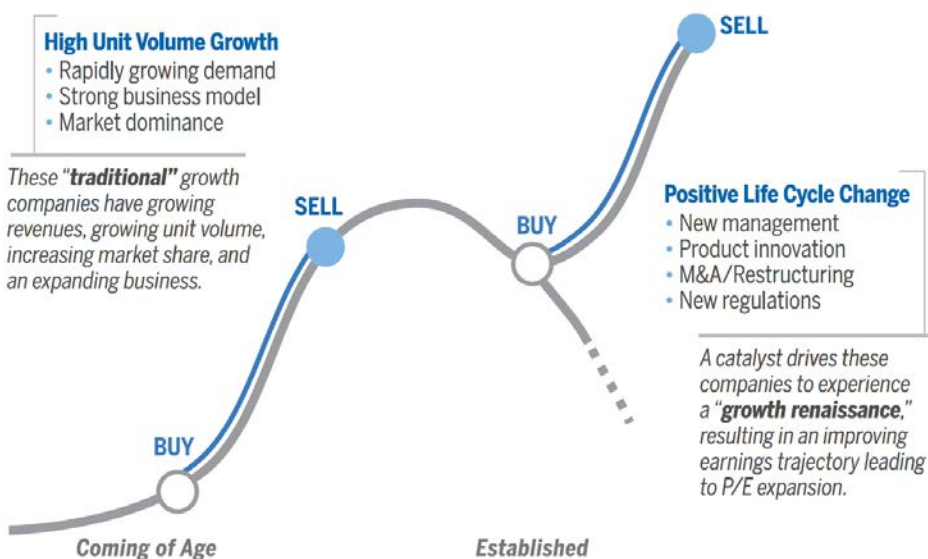 High Unit Volume Growth
• Rapidly growing demand
• Strong business model
• Market dominance
These “traditional” growth
companies have growing
revenues, growing unit volume,
increasing market share, and
an expanding business.
BUY
SELL
BUY
SELL
Positive Life Cycle Change
• New management
• Product innovation
• M&A/Restructuring
• New regulations
A catalyst drives these
companies to experience
a “growth renaissance,”
resulting in an improving
earnings trajectory leading
to P/E expansion.
Coming of Age
Established